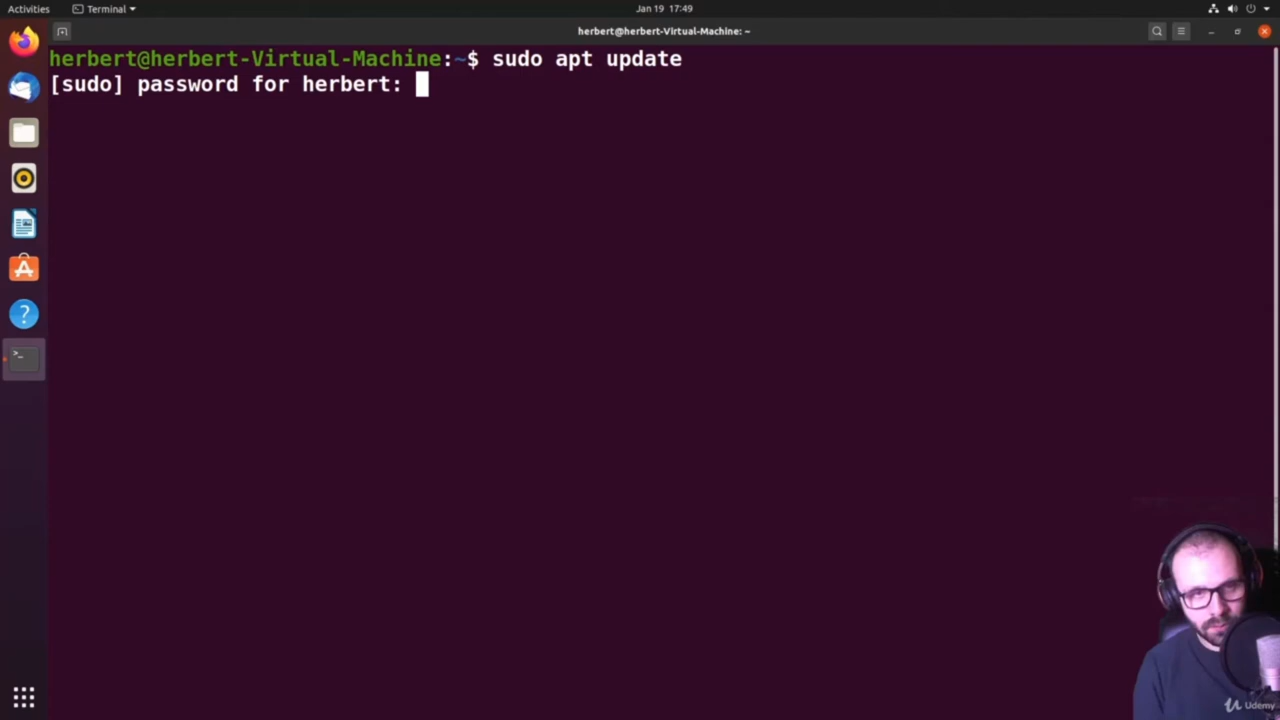 Activities
Terminal
Jan 19 17:49
herbert@herbert-Virtual-Machine: ~
herbert@herbert-Virtual-Machine:~$ sudo apt update
[sudo] password for herbert:
Udemy